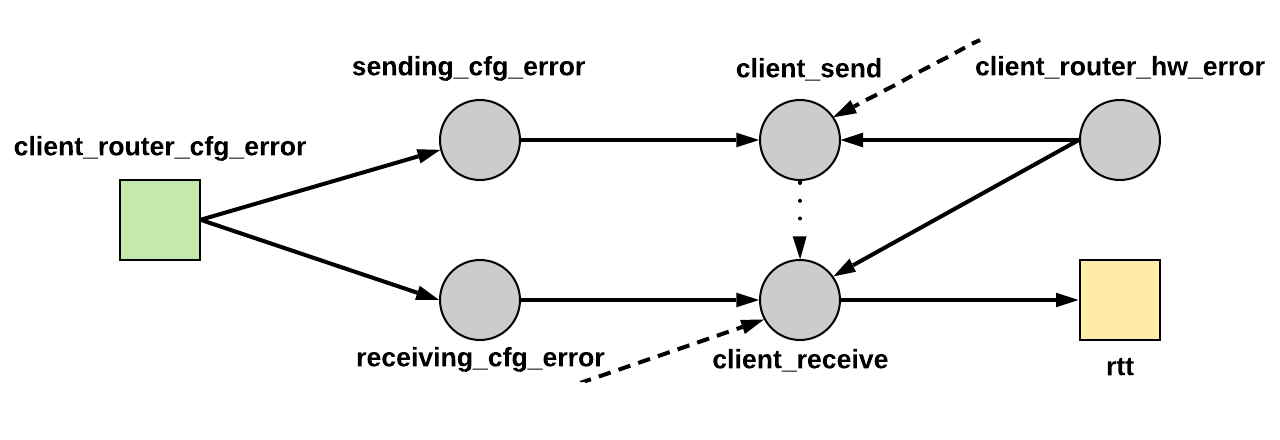 sending_cfg_error
client_send
client_router_hw_error
client_router_cfg_error
receiving_cfg_error
client_receive
rtt